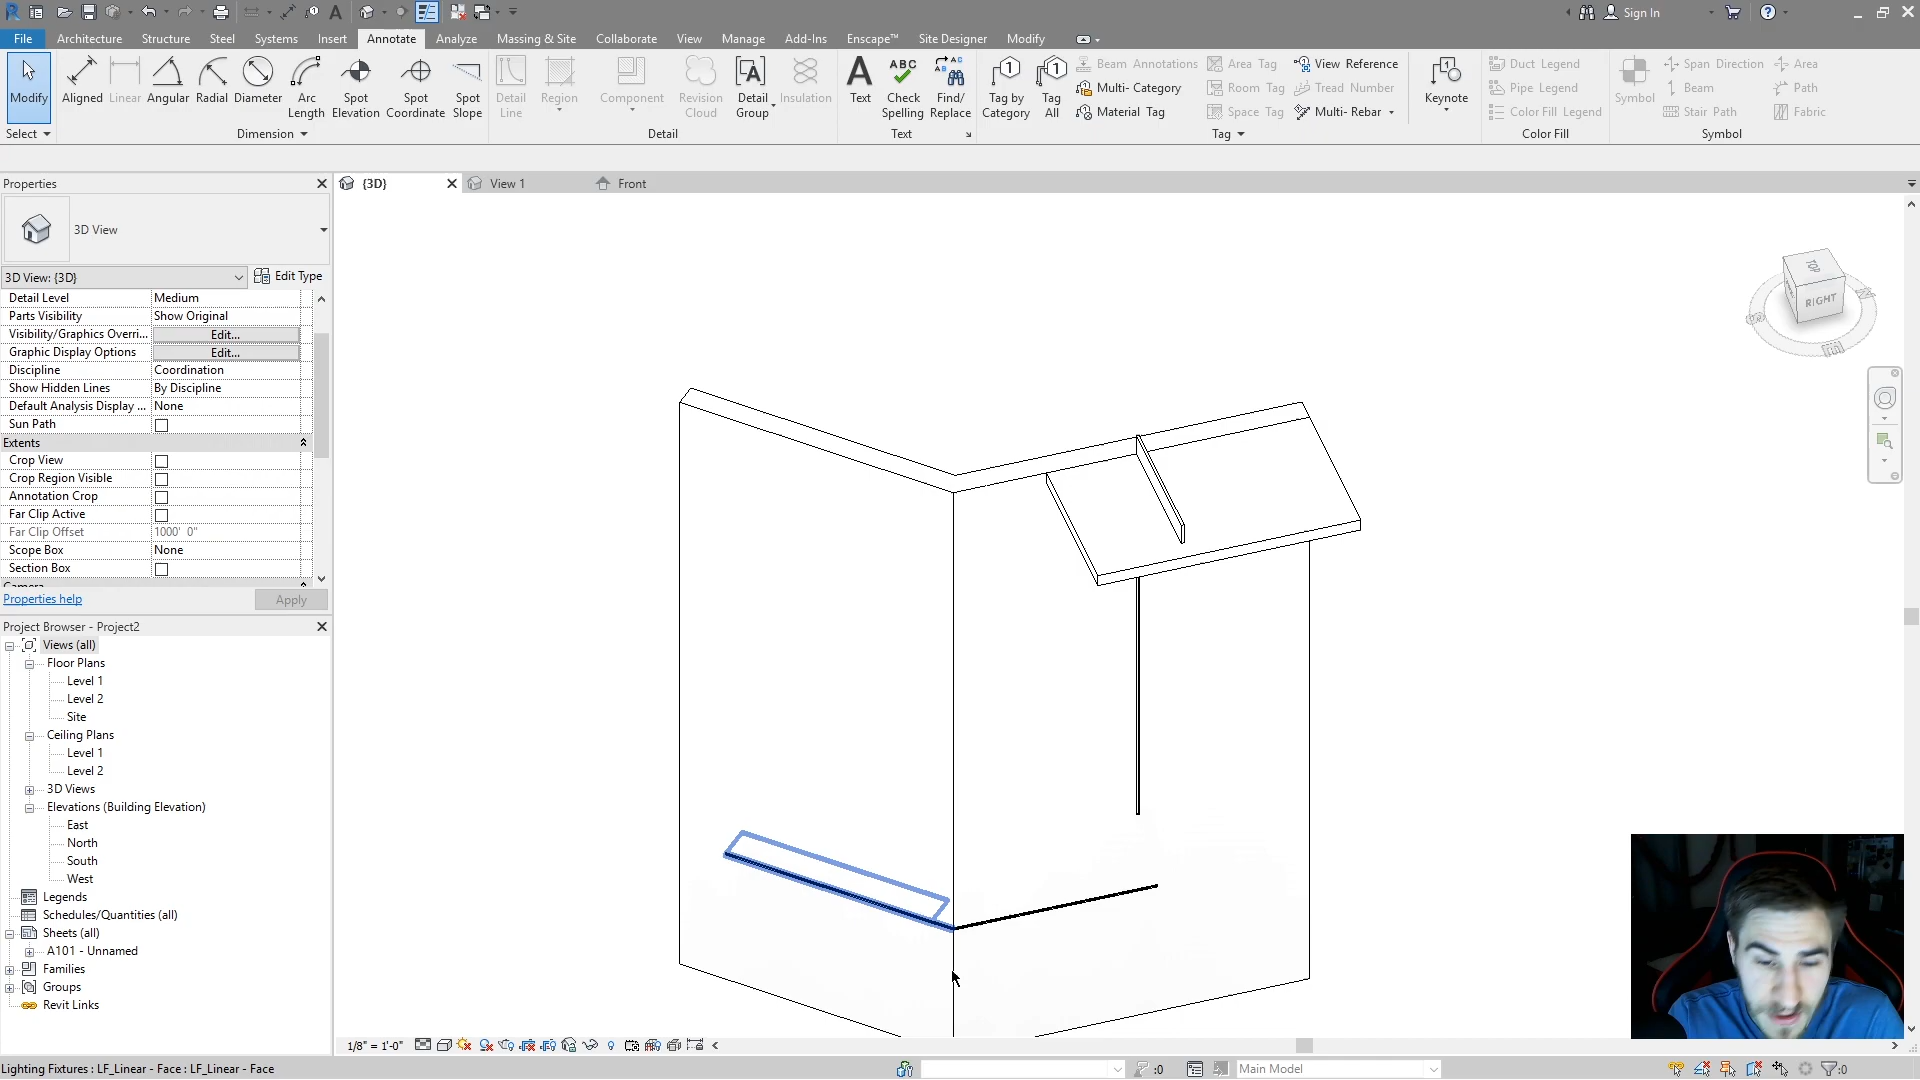 Sign In
File Architecture Structure Steel Systems Insert Annotate Analyze Massing & Site Collaborate View Manage Add-Ins Enscape™ Site Designer Modify
Modify
Aligned Linear Angular Radial Diameter Arc Length Spot Elevation Spot Coordinate Spot Slope
Detail Line Region Component Revision Cloud Detail Group Insulation
Text Check Spelling Find/ Replace
Tag by Category Tag All
Beam Annotations Area Tag View Reference
Multi- Category Room Tag Tread Number
Material Tag Space Tag Multi- Rebar
Keynote
Duct Legend
Pipe Legend
Color Fill Legend
Symbol
Span Direction Area
Beam Path
Stair Path Fabric
Select Dimension Detail Text Tag Color Fill Symbol
Properties
{3D} View 1 Front
3D View
3D View: {3D} Edit Type
Detail Level Medium
Parts Visibility Show Original
Visibility/Graphics Overri... Edit...
Graphic Display Options Edit...
Discipline Coordination
Show Hidden Lines By Discipline
Default Analysis Display ... None
Sun Path
Extents
Crop View
Crop Region Visible
Annotation Crop
Far Clip Active
Far Clip Offset 1000' 0"
Scope Box None
Section Box
Camera
Properties help Apply
Project Browser - Project2
Views (all)
Floor Plans
Level 1
Level 2
Site
Ceiling Plans
Level 1
Level 2
3D Views
Elevations (Building Elevation)
East
North
South
West
Legends
Schedules/Quantities (all)
Sheets (all)
A101 - Unnamed
Families
Groups
Revit Links
TOP
RIGHT
1/8" = 1'-0"
Lighting Fixtures : LF_Linear - Face : LF_Linear - Face
:0
Main Model
:0